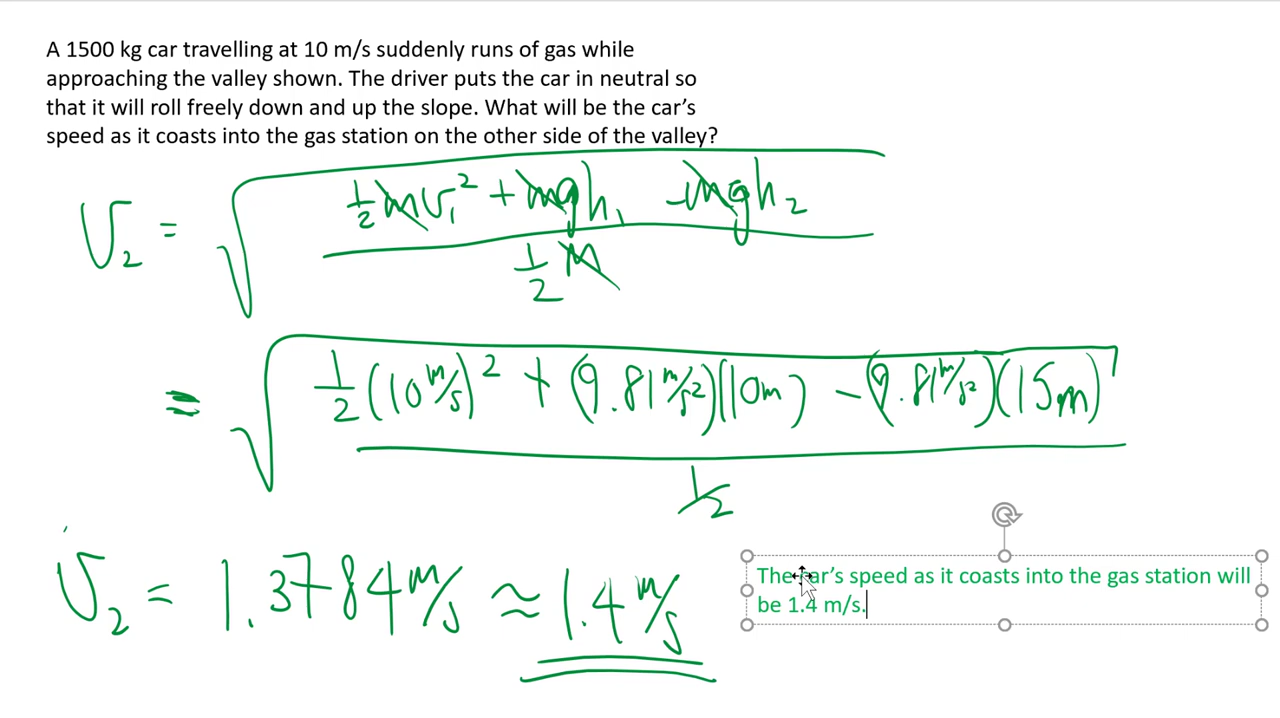 A 1500 kg car travelling at 10 m/s suddenly runs of gas while
approaching the valley shown. The driver puts the car in neutral so
that it will roll freely down and up the slope. What will be the car's
speed as it coasts into the gas station on the other side of the valley?
v₂ = √((½mv₁² + mgh₁ - mgh₂) / (½m))
= √((½(10 m/s)² + (9.81 m/s²)(10m) - (9.81 m/s²)(15m)) / (½))
v₂ = 1.3784 m/s ≈ 1.4 m/s
The car's speed as it coasts into the gas station will
be 1.4 m/s.